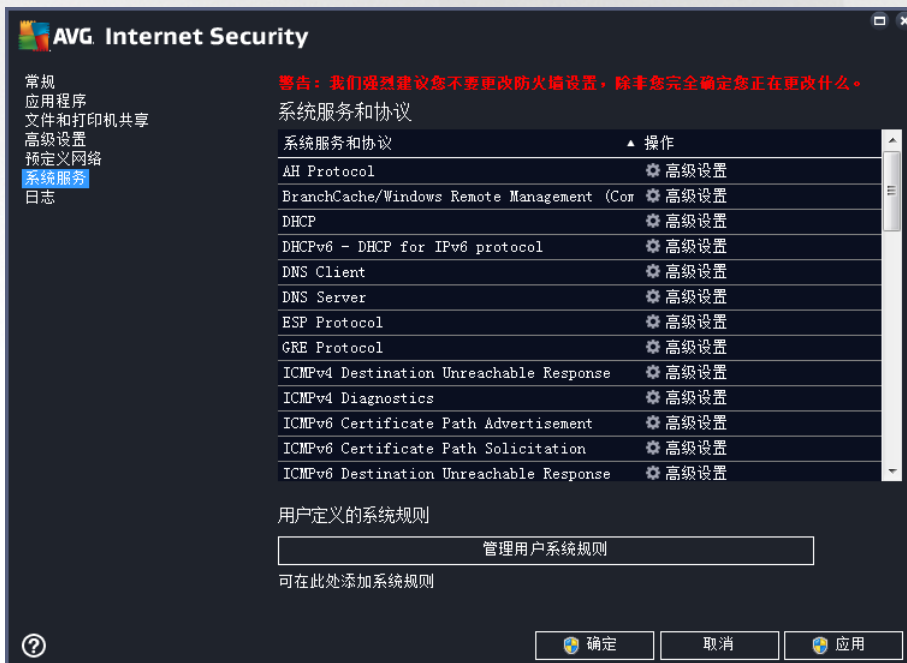 AVG Internet Security
常规
应用程序
文件和打印机共享
高级设置
预定义网络
系统服务
日志
警告：我们强烈建议您不要更改防火墙设置，除非您完全确定您正在更改什么。
系统服务和协议
系统服务和协议 操作
AH Protocol 高级设置
BranchCache/Windows Remote Management (Com 高级设置
DHCP 高级设置
DHCPv6 - DHCP for IPv6 protocol 高级设置
DNS Client 高级设置
DNS Server 高级设置
ESP Protocol 高级设置
GRE Protocol 高级设置
ICMPv4 Destination Unreachable Response 高级设置
ICMPv4 Diagnostics 高级设置
ICMPv6 Certificate Path Advertisement 高级设置
ICMPv6 Certificate Path Solicitation 高级设置
ICMPv6 Destination Unreachable Response 高级设置
用户定义的系统规则
管理用户系统规则
可在此处添加系统规则
确定 取消 应用